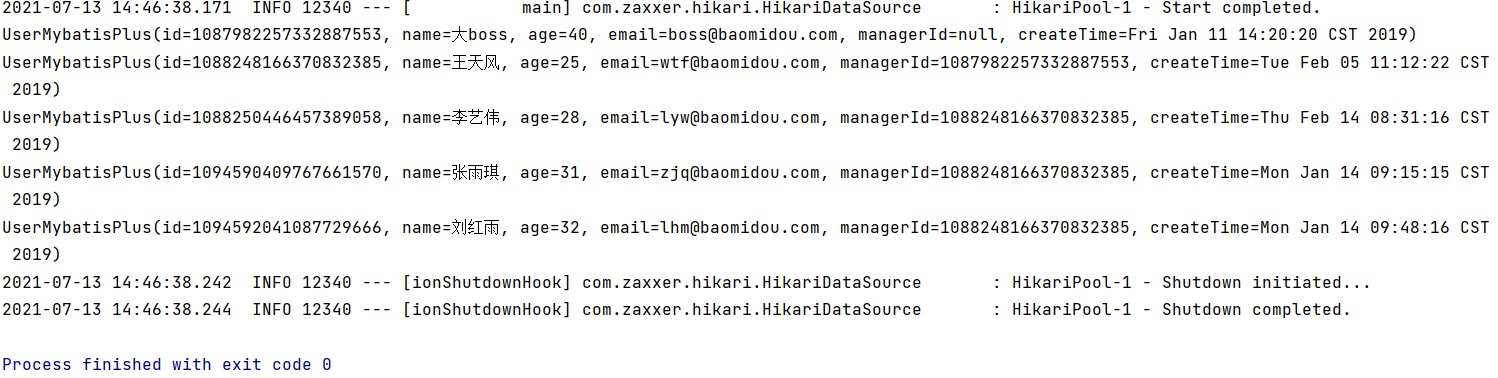 2021-07-13 14:46:38.171  INFO 12340 --- [           main] com.zaxxer.hikari.HikariDataSource       : HikariPool-1 - Start completed.
UserMybatisPlus(id=1087982257332887553, name=大boss, age=40, email=boss@baomidou.com, managerId=null, createTime=Fri Jan 11 14:20:20 CST 2019)
UserMybatisPlus(id=1088248166370832385, name=王天风, age=25, email=wtf@baomidou.com, managerId=1087982257332887553, createTime=Tue Feb 05 11:12:22 CST
2019)
UserMybatisPlus(id=1088250446457389058, name=李艺伟, age=28, email=lyw@baomidou.com, managerId=1088248166370832385, createTime=Thu Feb 14 08:31:16 CST
2019)
UserMybatisPlus(id=1094590409767661570, name=张雨琪, age=31, email=zjq@baomidou.com, managerId=1088248166370832385, createTime=Mon Jan 14 09:15:15 CST
2019)
UserMybatisPlus(id=1094592041087729666, name=刘红雨, age=32, email=lhm@baomidou.com, managerId=1088248166370832385, createTime=Mon Jan 14 09:48:16 CST
2019)
2021-07-13 14:46:38.242  INFO 12340 --- [ionShutdownHook] com.zaxxer.hikari.HikariDataSource       : HikariPool-1 - Shutdown initiated...
2021-07-13 14:46:38.244  INFO 12340 --- [ionShutdownHook] com.zaxxer.hikari.HikariDataSource       : HikariPool-1 - Shutdown completed.
Process finished with exit code 0